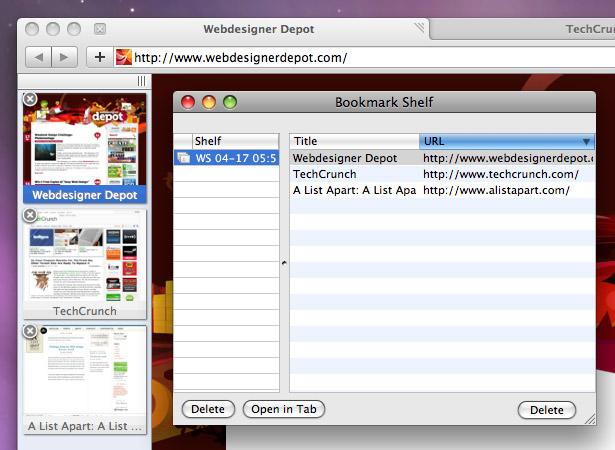 Webdesigner Depot
TechCrunch
http://www.webdesignerdepot.com/
depot
Webdesigner Depot
TechCrunch
A List Apart: A List ...
Bookmark Shelf
Shelf
Title URL
WS 04-17 05:5
Webdesigner Depot http://www.webdesignerdepot.c
TechCrunch http://www.techcrunch.com/
A List Apart: A List Apa http://www.alistapart.com/
Delete Open in Tab Delete